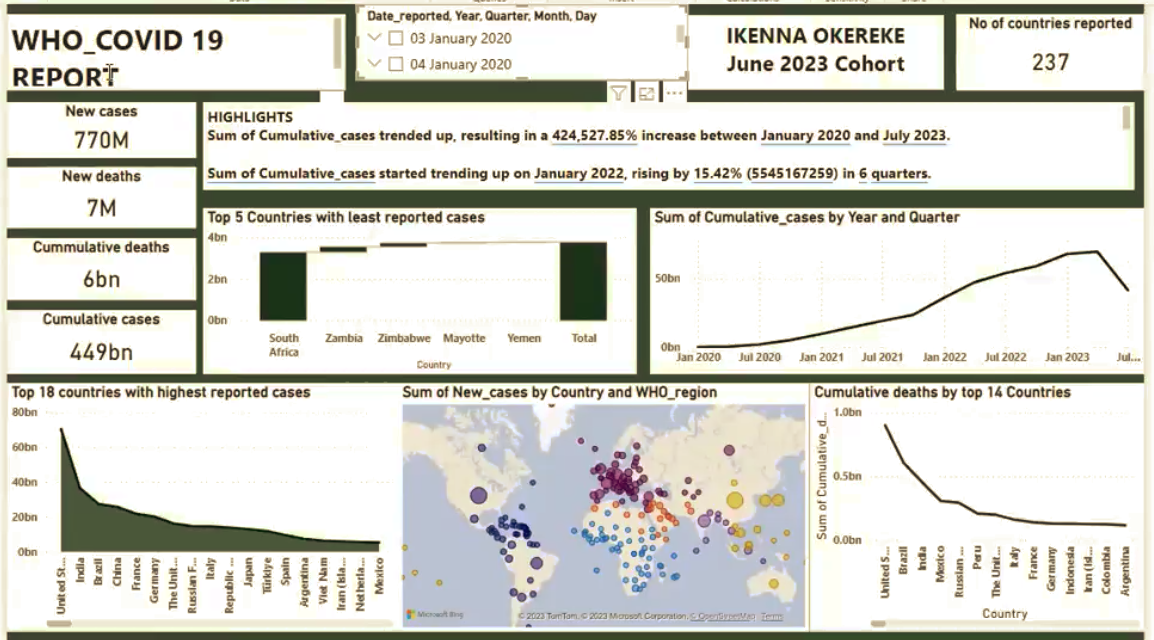 WHO_COVID 19
REPORT
Date_reported, Year, Quarter, Month, Day
03 January 2020
04 January 2020
IKENNA OKEREKE
June 2023 Cohort
No of countries reported
237
New cases
770M
New deaths
7M
Cummulative deaths
6bn
Cumulative cases
449bn
HIGHLIGHTS
Sum of Cumulative_cases trended up, resulting in a 424,527.85% increase between January 2020 and July 2023.
Sum of Cumulative_cases started trending up on January 2022, rising by 15.42% (5545167259) in 6 quarters.
Top 5 Countries with least reported cases
4bn
2bn
0bn
South Africa
Zambia
Zimbabwe
Mayotte
Yemen
Total
Country
Sum of Cumulative_cases by Year and Quarter
50bn
0bn
Jan 2020
Jul 2020
Jan 2021
Jul 2021
Jan 2022
Jul 2022
Jan 2023
Jul...
Top 18 countries with highest reported cases
80bn
60bn
40bn
20bn
0bn
United St...
India
Brazil
China
France
Germany
The Unit...
Russian F...
Italy
Republic ...
Japan
Türkiye
Spain
Argentina
Viet Nam
Iran (Isla...
Netherla...
Mexico
Sum of New_cases by Country and WHO_region
Microsoft Bing
© 2023 TomTom, © 2023 Microsoft Corporation, © OpenStreetMap Terms
Cumulative deaths by top 14 Countries
Sum of Cumulative_d...
1.0bn
0.5bn
0.0bn
United S...
Brazil
India
Mexico
Russian ...
Peru
The Unit...
Italy
France
Germany
Indonesia
Iran (Isl...
Colombia
Argentina
Country